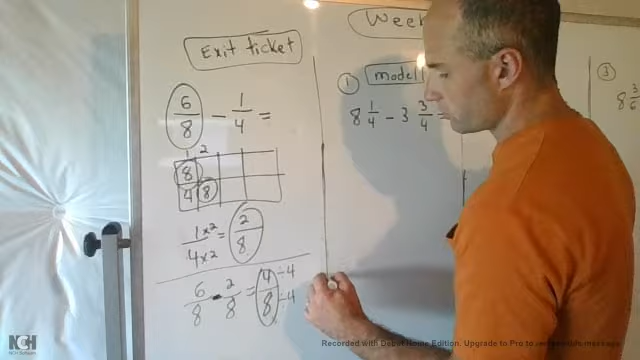 Exit ticket
6/8 - 1/4 =
1 2
8
4 8
1×2/4×2 = 2/8
6/8 - 2/8 = 4÷4/8÷4
Week
① model
8 1/4 - 3 3/4 =
③
8 3/6
NCH
Recorded with Debut Home Edition. Upgrade to Pro to remove this message